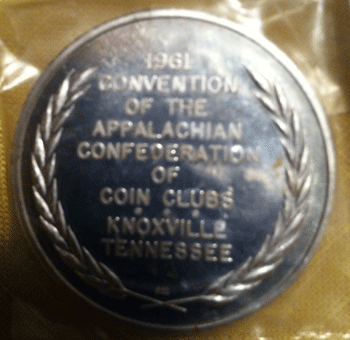 1961
CONVENTION
OF THE
APPALACHIAN
CONFEDERATION
OF
COIN CLUBS
KNOXVILLE
TENNESSEE